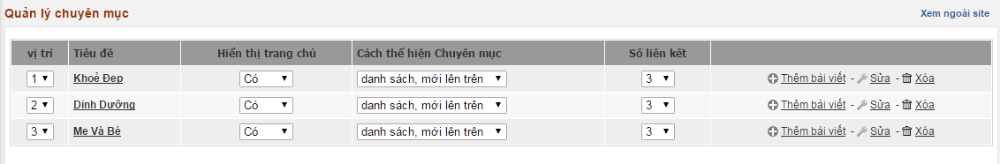 Quản lý chuyên mục Xem ngoài site
vị trí Tiêu đề Hiển thị trang chủ Cách thể hiện Chuyên mục Số liên kết
1 Khoẻ Đẹp Có danh sách, mới lên trên 3 Thêm bài viết - Sửa - Xóa
2 Dinh Dưỡng Có danh sách, mới lên trên 3 Thêm bài viết - Sửa - Xóa
3 Mẹ Và Bé Có danh sách, mới lên trên 3 Thêm bài viết - Sửa - Xóa